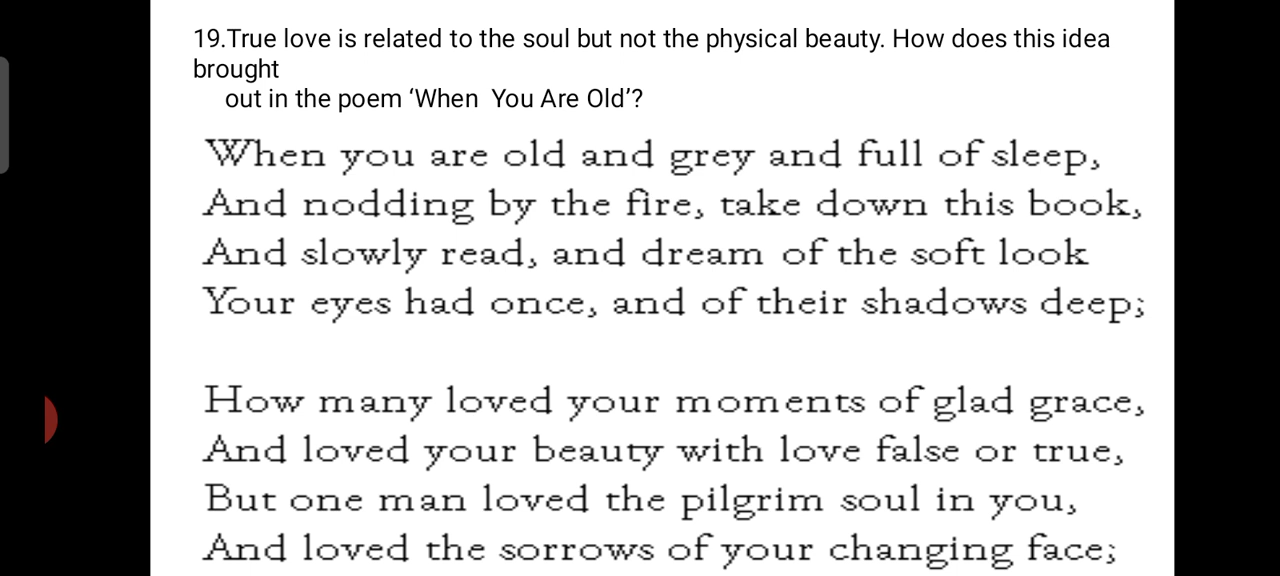 19.True love is related to the soul but not the physical beauty. How does this idea
brought
out in the poem ‘When  You Are Old’?
When you are old and grey and full of sleep,
And nodding by the fire, take down this book,
And slowly read, and dream of the soft look
Your eyes had once, and of their shadows deep;
How many loved your moments of glad grace,
And loved your beauty with love false or true,
But one man loved the pilgrim soul in you,
And loved the sorrows of your changing face;